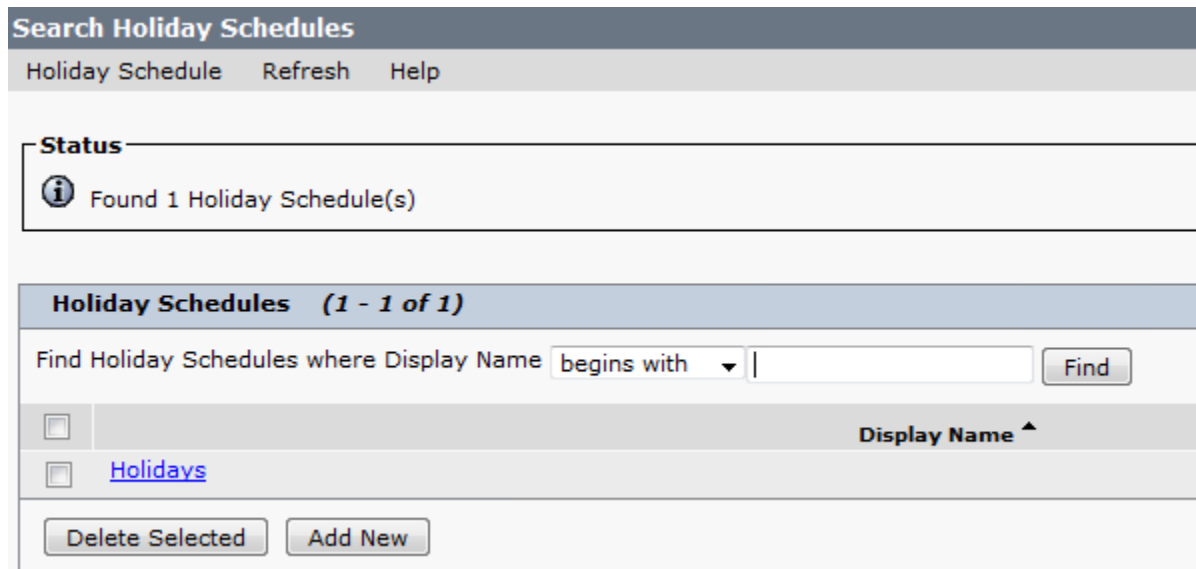 Search Holiday Schedules
Holiday Schedule Refresh Help
Status
Found 1 Holiday Schedule(s)
Holiday Schedules (1 - 1 of 1)
Find Holiday Schedules where Display Name begins with Find
Display Name
Holidays
Delete Selected Add New